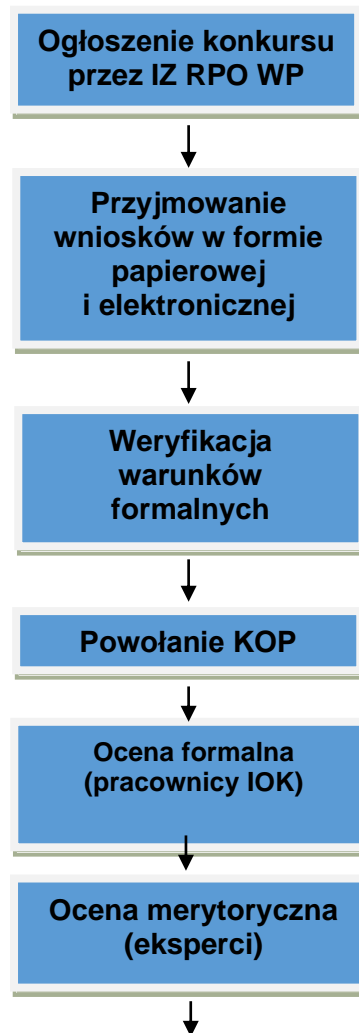 Ogłoszenie konkursu
przez IZ RPO WP
Przyjmowanie
wniosków w formie
papierowej
i elektronicznej
Weryfikacja
warunków
formalnych
Powołanie KOP
Ocena formalna
(pracownicy IOK)
Ocena merytoryczna
(eksperci)